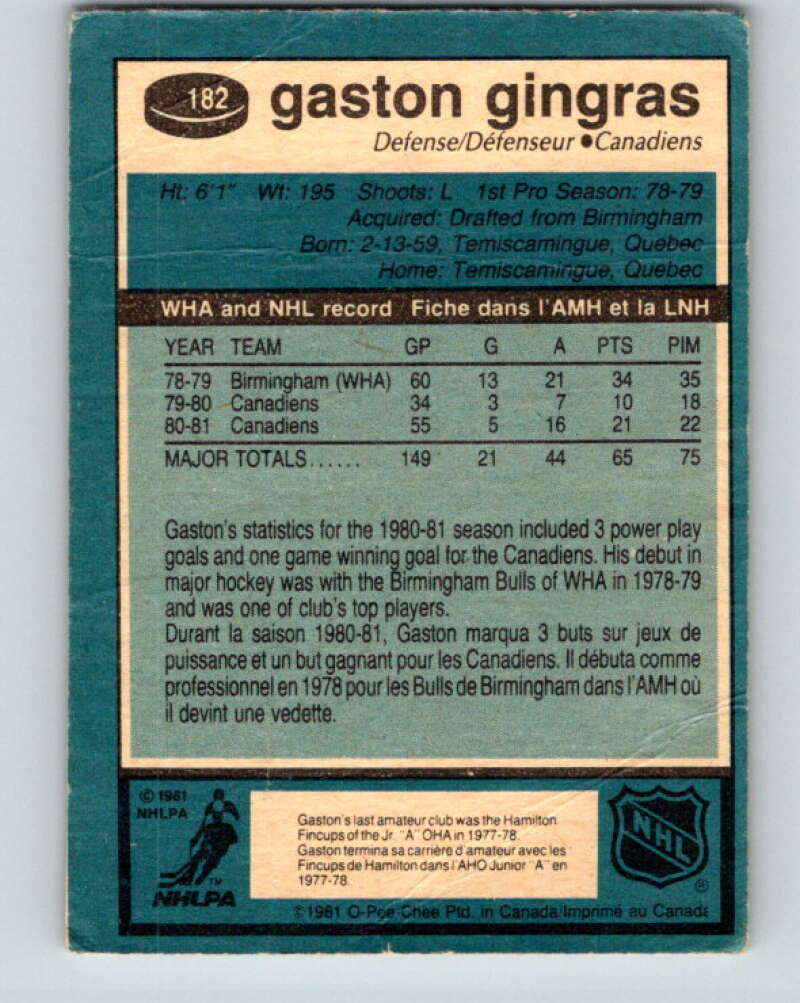 182 gaston gingras
Defense/Défenseur ●Canadiens
Ht: 6'1" Wt: 195 Shoots: L 1st Pro Season: 78-79
Acquired: Drafted from Birmingham
Born: 2-13-59, Temiscamingue, Quebec
Home: Temiscamingue, Quebec
WHA and NHL record / Fiche dans l'AMH et la LNH
YEAR TEAM GP G A PTS PIM
78-79 Birmingham (WHA) 60 13 21 34 35
79-80 Canadiens 34 3 7 10 18
80-81 Canadiens 55 5 16 21 22
MAJOR TOTALS...... 149 21 44 65 75
Gaston's statistics for the 1980-81 season included 3 power play
goals and one game winning goal for the Canadiens. His debut in
major hockey was with the Birmingham Bulls of WHA in 1978-79
and was one of club's top players.
Durant la saison 1980-81, Gaston marqua 3 buts sur jeux de
puissance et un but gagnant pour les Canadiens. Il débuta comme
professionnel en 1978 pour les Bulls de Birmingham dans l'AMH où
il devint une vedette.
© 1981
NHLPA
TM
NHLPA
Gaston's last amateur club was the Hamilton
Fincups of the Jr. "A" OHA in 1977-78.
Gaston termina sa carrière d'amateur avec les
Fincups de Hamilton dans l'AHO Junior "A" en
1977-78.
NHL
®
© 1981 O-Pee-Chee Ptd. in Canada/Imprimé au Canada